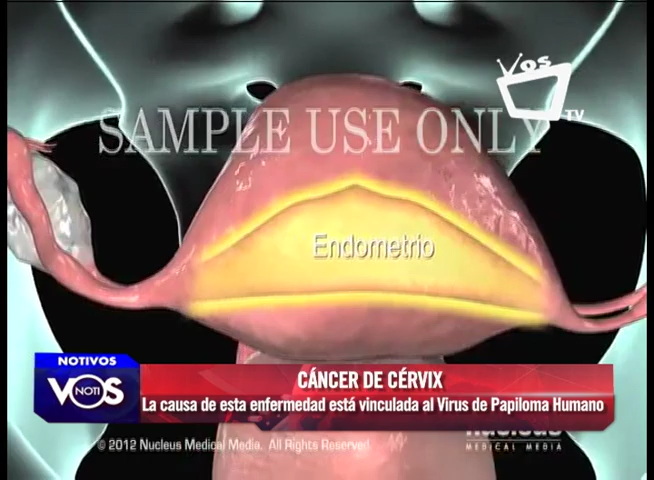 VOS
TV
SAMPLE USE ONLY
Endometrio
NOTIVOS
VOS
NOTI
CÁNCER DE CÉRVIX
La causa de esta enfermedad está vinculada al Virus de Papiloma Humano
nucleus
MEDICAL MEDIA
© 2012 Nucleus Medical Media. All Rights Reserved